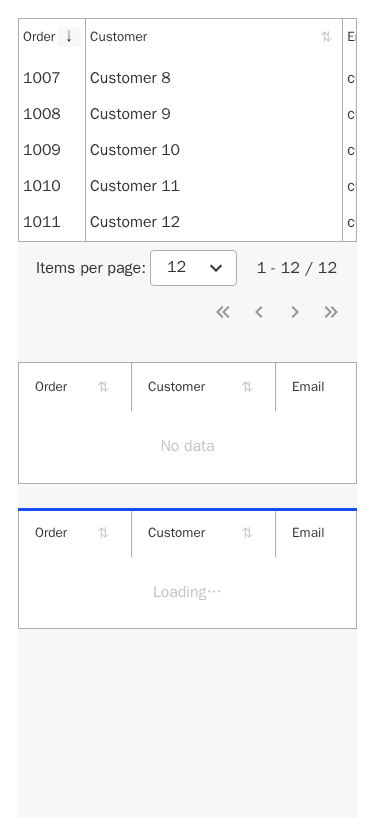 Order ↓ Customer ⇅ E
1007 Customer 8 c
1008 Customer 9 c
1009 Customer 10 c
1010 Customer 11 c
1011 Customer 12 c
Items per page: 12 1 - 12 / 12
Order ⇅ Customer ⇅ Email
No data
Order ⇅ Customer ⇅ Email
Loading⋯